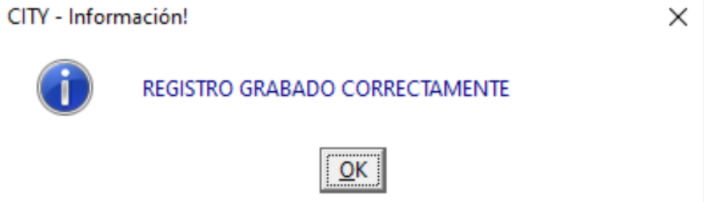 CITY - Información!
REGISTRO GRABADO CORRECTAMENTE
OK